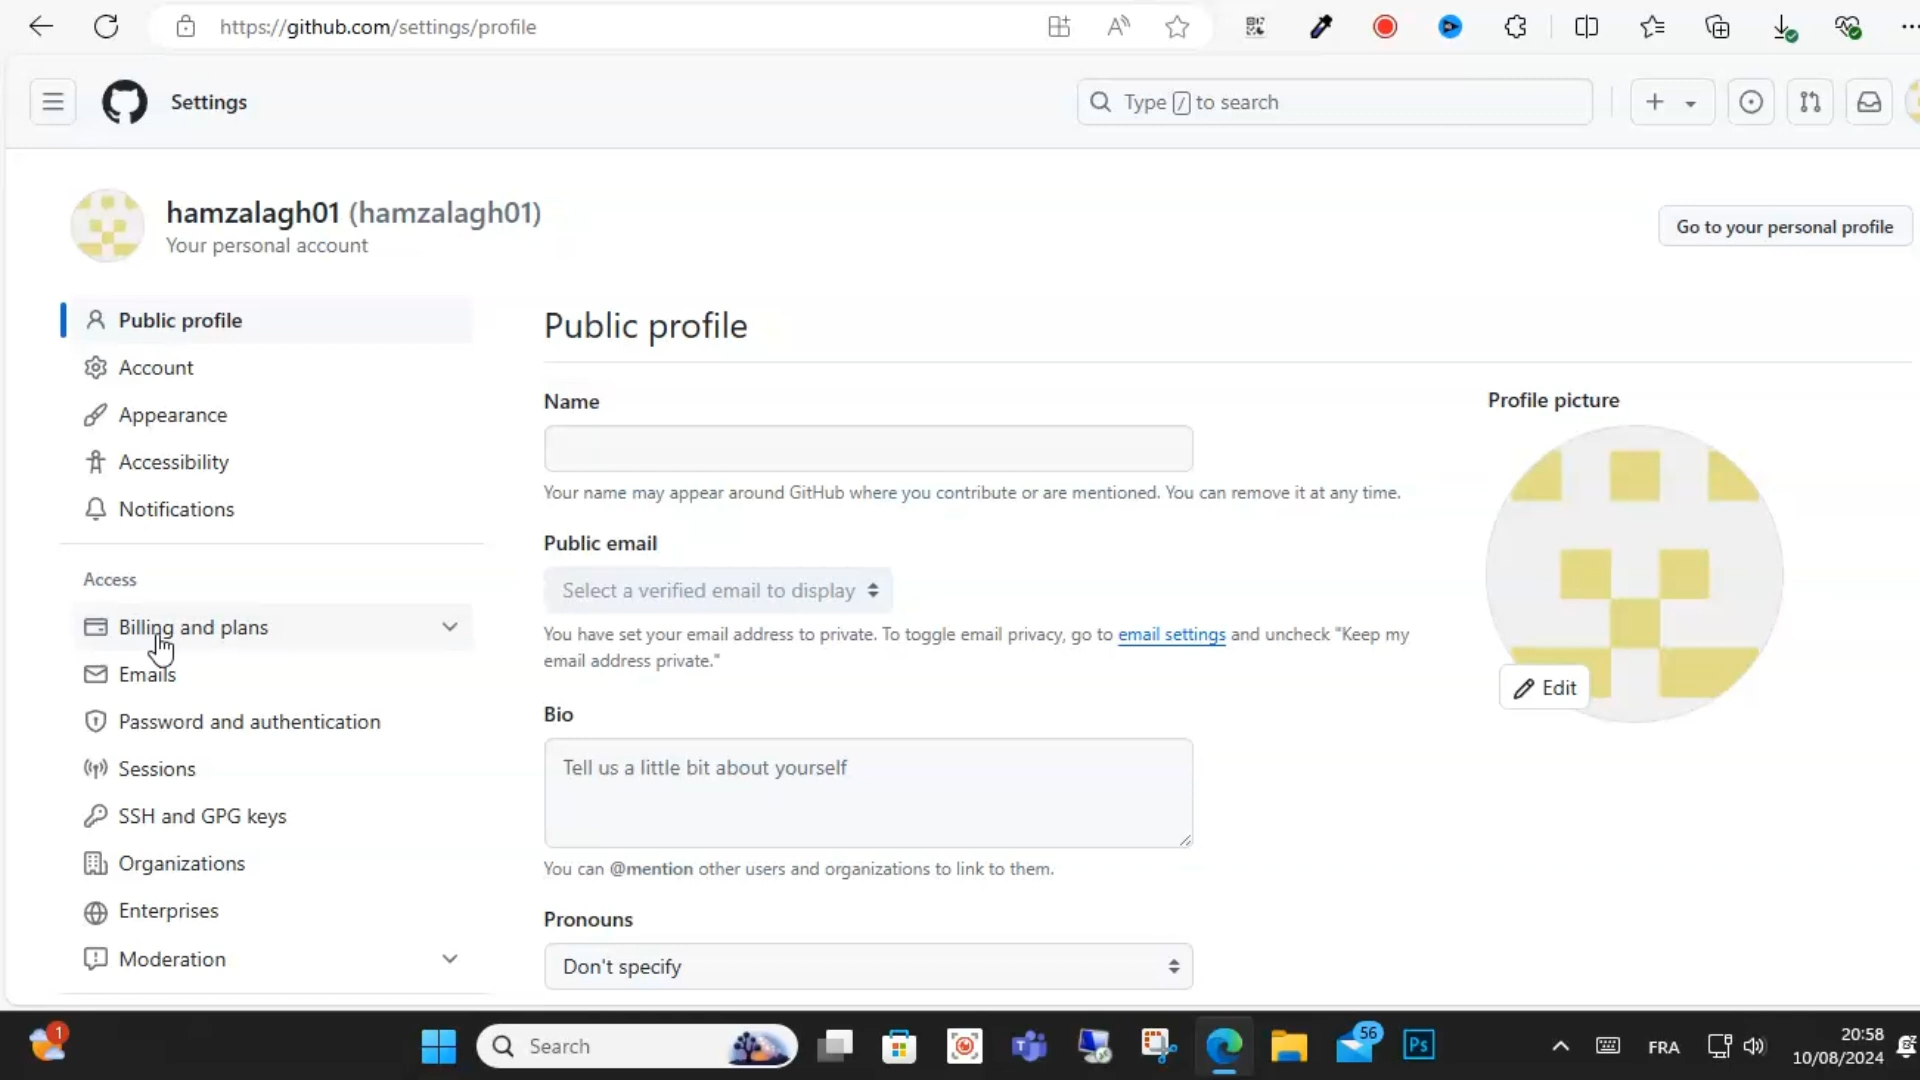 https://github.com/settings/profile
Settings
Type / to search
hamzalagh01 (hamzalagh01)
Your personal account
Go to your personal profile
Public profile
Account
Appearance
Accessibility
Notifications
Access
Billing and plans
Emails
Password and authentication
Sessions
SSH and GPG keys
Organizations
Enterprises
Moderation
Public profile
Name
Your name may appear around GitHub where you contribute or are mentioned. You can remove it at any time.
Public email
Select a verified email to display
You have set your email address to private. To toggle email privacy, go to email settings and uncheck "Keep my
email address private."
Bio
Tell us a little bit about yourself
You can @mention other users and organizations to link to them.
Pronouns
Don't specify
Profile picture
Edit
1
Search
56
Ps
FRA
20:58
10/08/2024